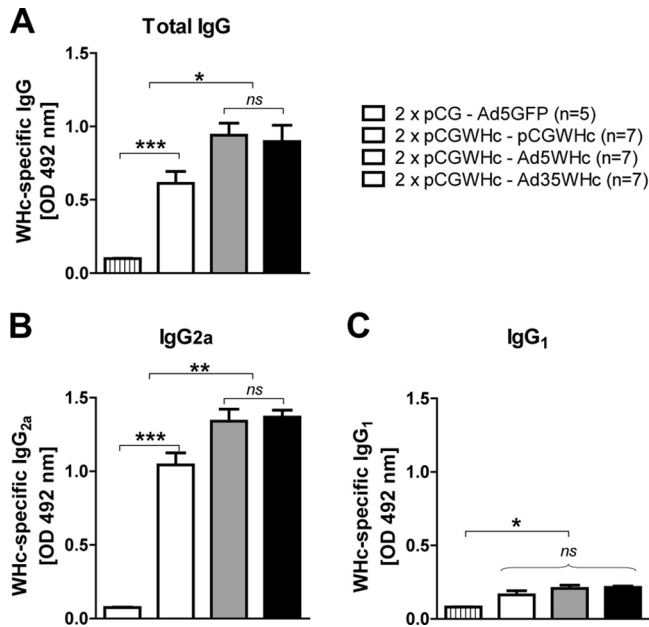 A
Total IgG
WHc-specific IgG
[OD 492 nm]
1.5
1.0
0.5
0.0
*
ns
***
2 x pCG - Ad5GFP (n=5)
2 x pCGWHc - pCGWHc (n=7)
2 x pCGWHc - Ad5WHc (n=7)
2 x pCGWHc - Ad35WHc (n=7)
B
IgG2a
WHc-specific IgG2a
[OD 492 nm]
1.5
1.0
0.5
0.0
**
ns
***
C
IgG1
WHc-specific IgG1
[OD 492 nm]
1.5
1.0
0.5
0.0
*
ns